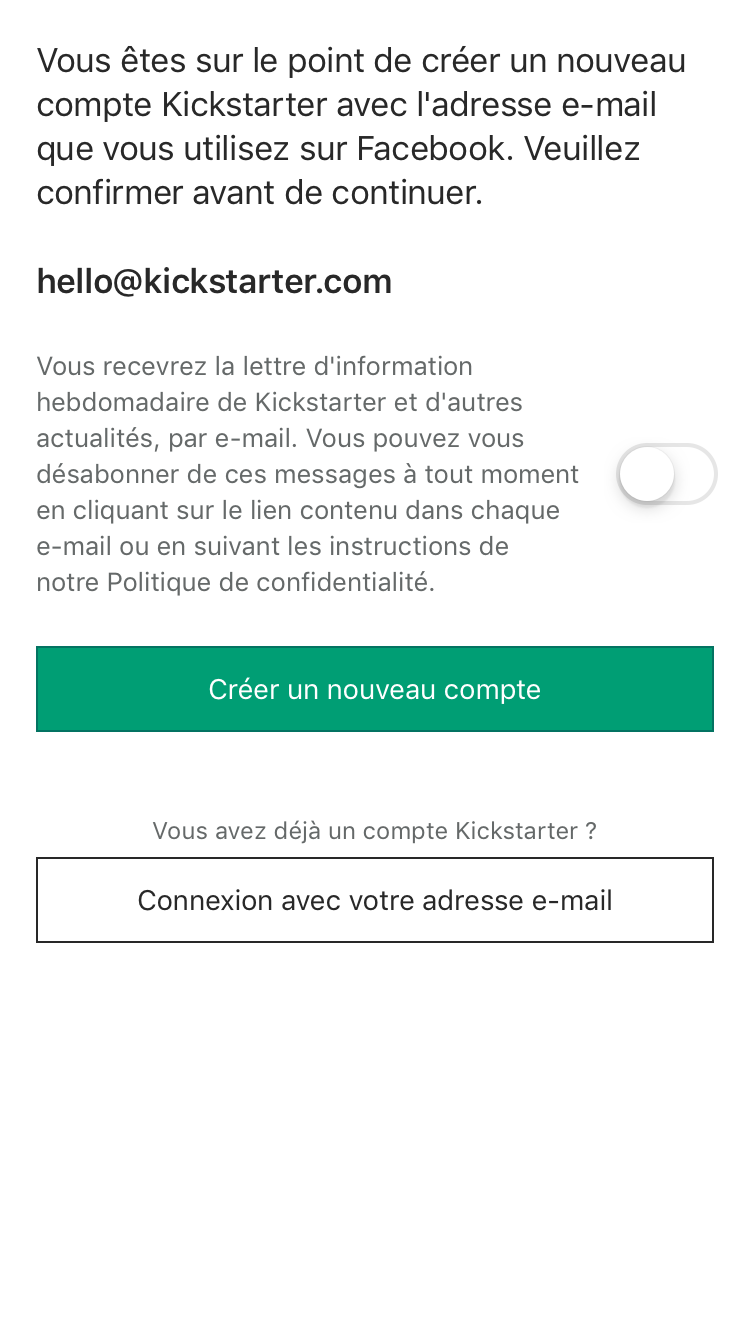 Vous êtes sur le point de créer un nouveau
compte Kickstarter avec l'adresse e-mail
que vous utilisez sur Facebook. Veuillez
confirmer avant de continuer.
hello@kickstarter.com
Vous recevrez la lettre d'information
hebdomadaire de Kickstarter et d'autres
actualités, par e-mail. Vous pouvez vous
désabonner de ces messages à tout moment
en cliquant sur le lien contenu dans chaque
e-mail ou en suivant les instructions de
notre Politique de confidentialité.
Créer un nouveau compte
Vous avez déjà un compte Kickstarter ?
Connexion avec votre adresse e-mail